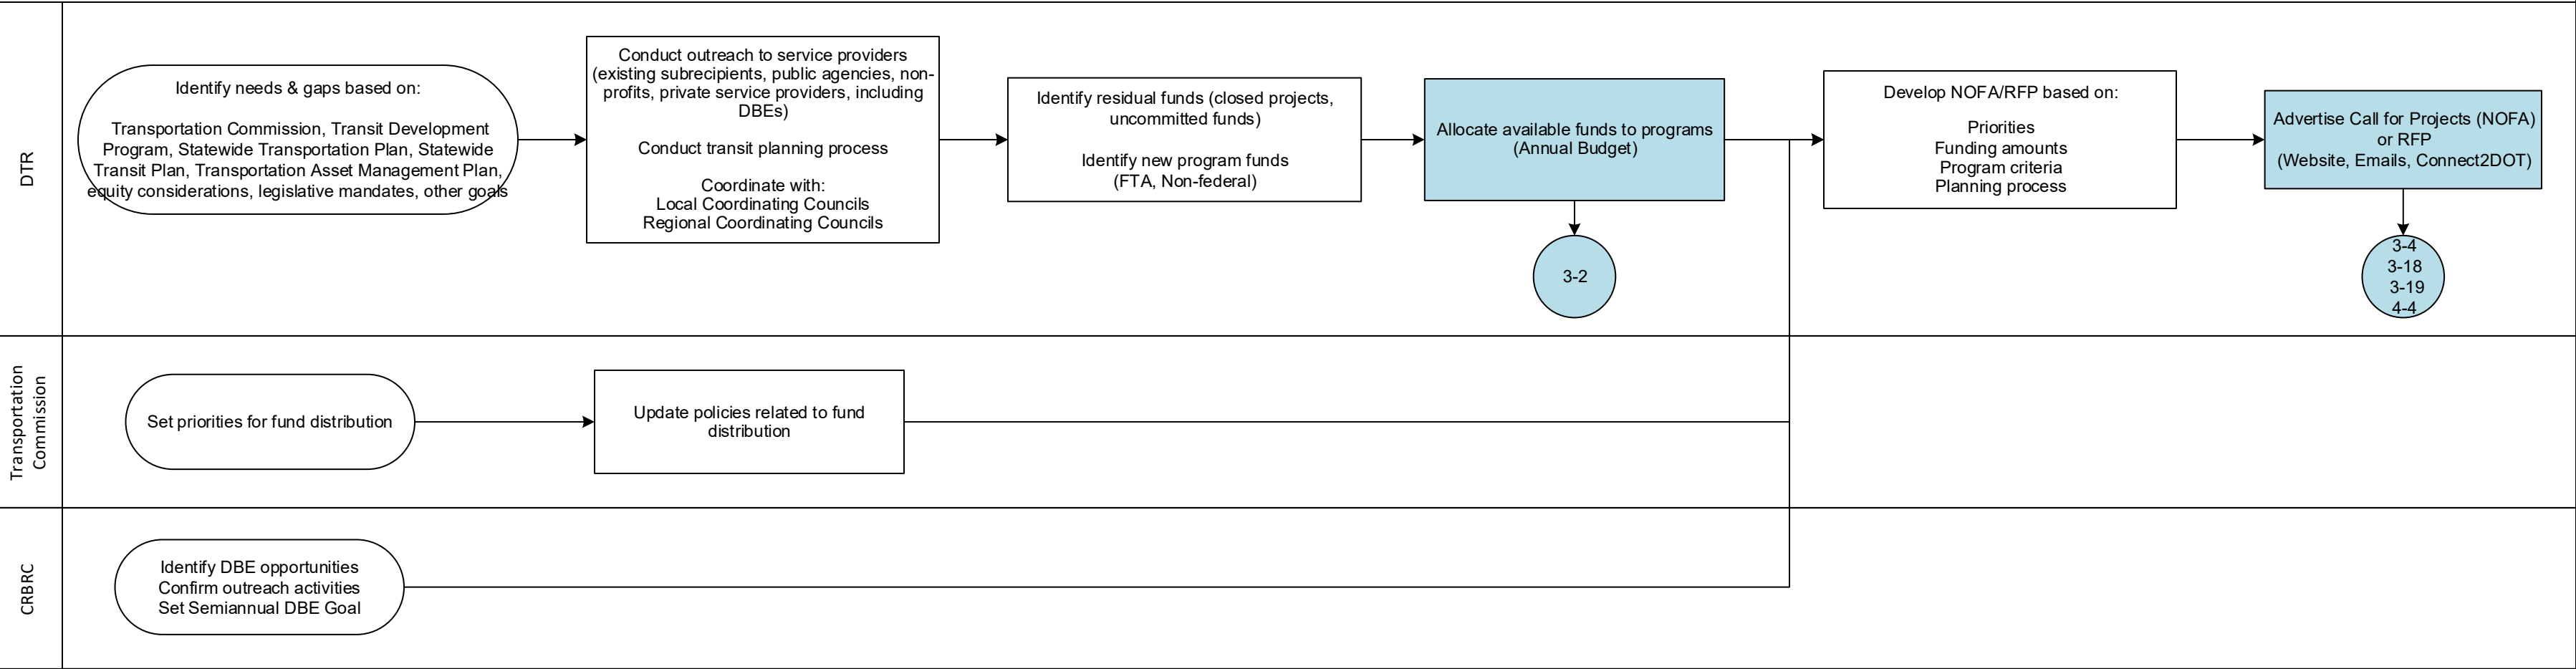 DTR
Identify needs & gaps based on:
Transportation Commission, Transit Development
Program, Statewide Transportation Plan, Statewide
Transit Plan, Transportation Asset Management Plan,
equity considerations, legislative mandates, other goals
Conduct outreach to service providers
(existing subrecipients, public agencies, non-
profits, private service providers, including
DBEs)
Conduct transit planning process
Coordinate with:
Local Coordinating Councils
Regional Coordinating Councils
Identify residual funds (closed projects,
uncommitted funds)
Identify new program funds
(FTA, Non-federal)
Allocate available funds to programs
(Annual Budget)
3-2
Develop NOFA/RFP based on:
Priorities
Funding amounts
Program criteria
Planning process
Advertise Call for Projects (NOFA)
or RFP
(Website, Emails, Connect2DOT)
3-4
3-18
3-19
4-4
Transportation
Commission
Set priorities for fund distribution
Update policies related to fund
distribution
CRBRC
Identify DBE opportunities
Confirm outreach activities
Set Semiannual DBE Goal